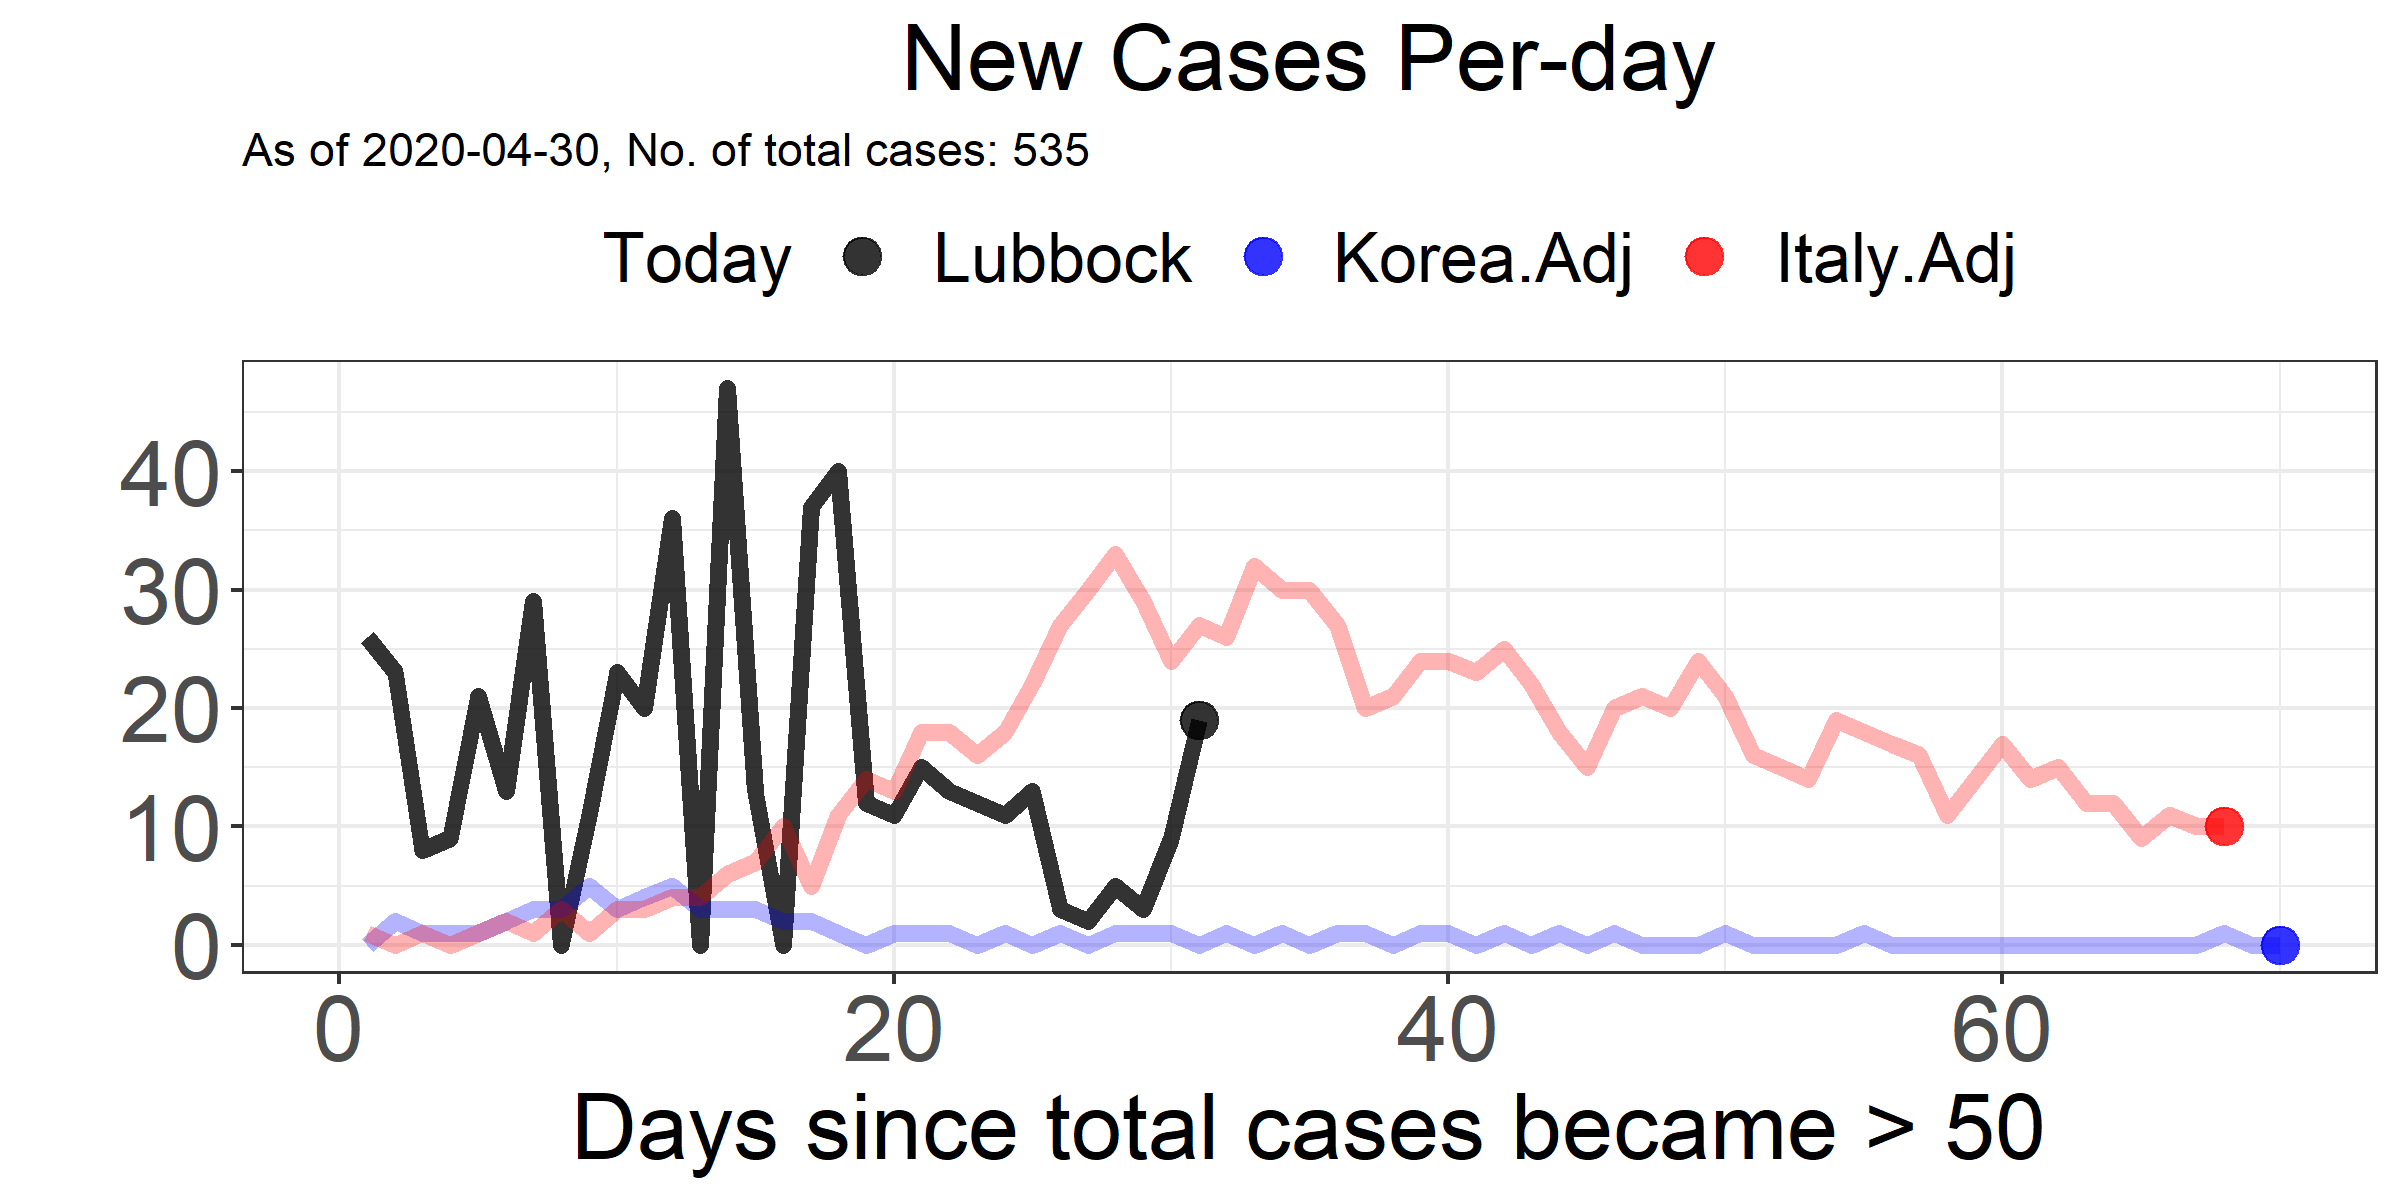 New Cases Per-day
As of 2020-04-30, No. of total cases: 535
Today Lubbock Korea.Adj Italy.Adj
40
30
20
10
0
0 20 40 60
Days since total cases became > 50